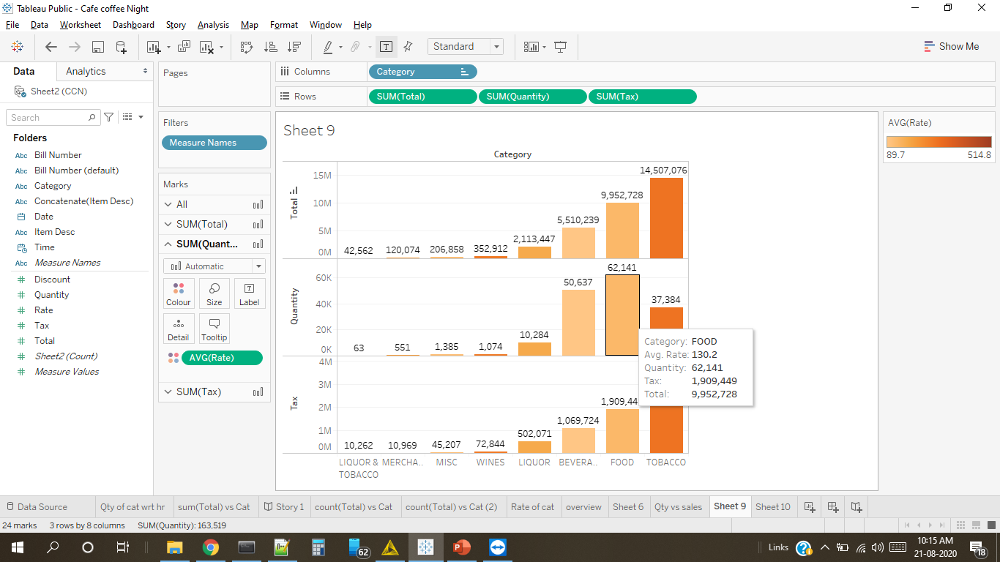 Tableau Public - Cafe coffee Night
File Data Worksheet Dashboard Story Analysis Map Format Window Help
Standard
Show Me
Data Analytics
Sheet2 (CCN)
Search
Folders
Abc Bill Number
Abc Bill Number (default)
Abc Category
Abc Concatenate(Item Desc)
Date
Abc Item Desc
Time
Abc Measure Names
# Discount
# Quantity
# Rate
# Tax
# Total
# Sheet2 (Count)
# Measure Values
Pages
Filters
Measure Names
Marks
All
SUM(Total)
SUM(Quant...
Automatic
Colour Size Label
Detail Tooltip
AVG(Rate)
SUM(Tax)
Columns Category
Rows SUM(Total) SUM(Quantity) SUM(Tax)
Sheet 9
Category
Total
15M
10M
5M
0M
42,562 120,074 206,858 352,912 2,113,447 5,510,239 9,952,728 14,507,076
Quantity
60K
40K
20K
0K
63 551 1,385 1,074 10,284 50,637 62,141 37,384
Tax
4M
3M
2M
1M
0M
10,262 10,969 45,207 72,844 502,071 1,069,724 1,909,44
LIQUOR & TOBACCO MERCHA.. MISC WINES LIQUOR BEVERA.. FOOD TOBACCO
Category: FOOD
Avg. Rate: 130.2
Quantity: 62,141
Tax: 1,909,449
Total: 9,952,728
AVG(Rate)
89.7 514.8
Data Source Qty of cat wrt hr sum(Total) vs Cat Story 1 count(Total) vs Cat count(Total) vs Cat (2) Rate of cat overview Sheet 6 Qty vs sales Sheet 9 Sheet 10
24 marks 3 rows by 8 columns SUM(Quantity): 163,519
62
P
Links
10:15 AM
21-08-2020
18